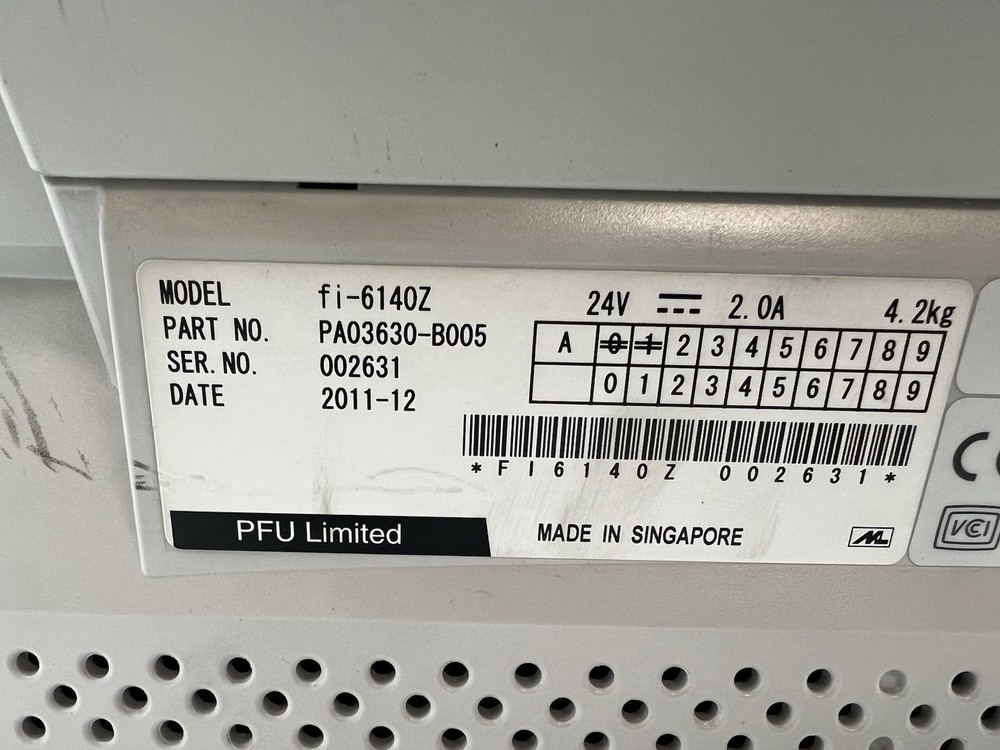 MODEL fi-6140Z 24V 2.0A 4.2kg
PART NO. PA03630-B005
SER. NO. 002631
DATE 2011-12
A 0 1 2 3 4 5 6 7 8 9
0 1 2 3 4 5 6 7 8 9
*FI6140Z 002631*
PFU Limited MADE IN SINGAPORE
CE
VCCI